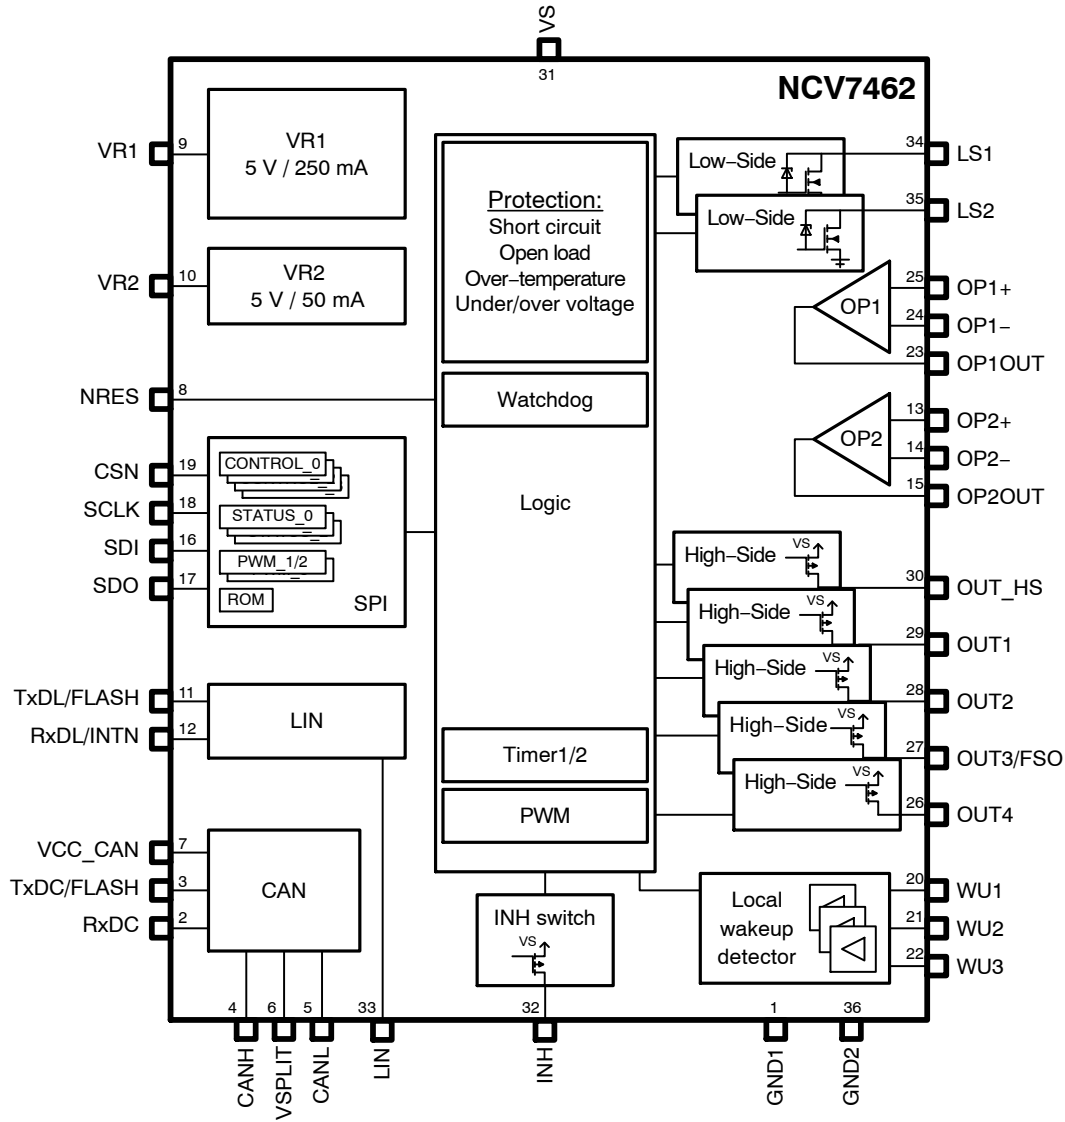 VS
31
NCV7462
VR1
9
VR1
5 V / 250 mA
VR2
10
VR2
5 V / 50 mA
NRES
8
CSN
19
SCLK
18
SDI
16
SDO
17
CONTROL_0
STATUS_0
PWM_1/2
ROM
SPI
TxDL/FLASH
11
RxDL/INTN
12
LIN
VCC_CAN
7
TxDC/FLASH
3
RxDC
2
CAN
Protection:
Short circuit
Open load
Over−temperature
Under/over voltage
Watchdog
Logic
Timer1/2
PWM
INH switch
VS
Low−Side
34
LS1
Low−Side
35
LS2
OP1
25
OP1+
24
OP1−
23
OP1OUT
OP2
13
OP2+
14
OP2−
15
OP2OUT
High−Side
VS
30
OUT_HS
High−Side
VS
29
OUT1
High−Side
VS
28
OUT2
High−Side
VS
27
OUT3/FSO
High−Side
VS
26
OUT4
Local
wakeup
detector
20
WU1
21
WU2
22
WU3
4
6
5
33
32
1
36
CANH
VSPLIT
CANL
LIN
INH
GND1
GND2